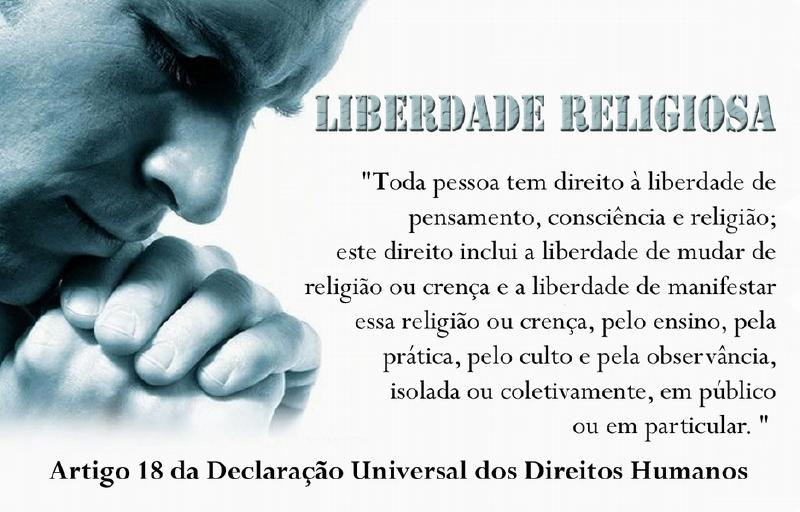 LIBERDADE RELIGIOSA
"Toda pessoa tem direito à liberdade de
pensamento, consciência e religião;
este direito inclui a liberdade de mudar de
religião ou crença e a liberdade de manifestar
essa religião ou crença, pelo ensino, pela
prática, pelo culto e pela observância,
isolada ou coletivamente, em público
ou em particular. "
Artigo 18 da Declaração Universal dos Direitos Humanos